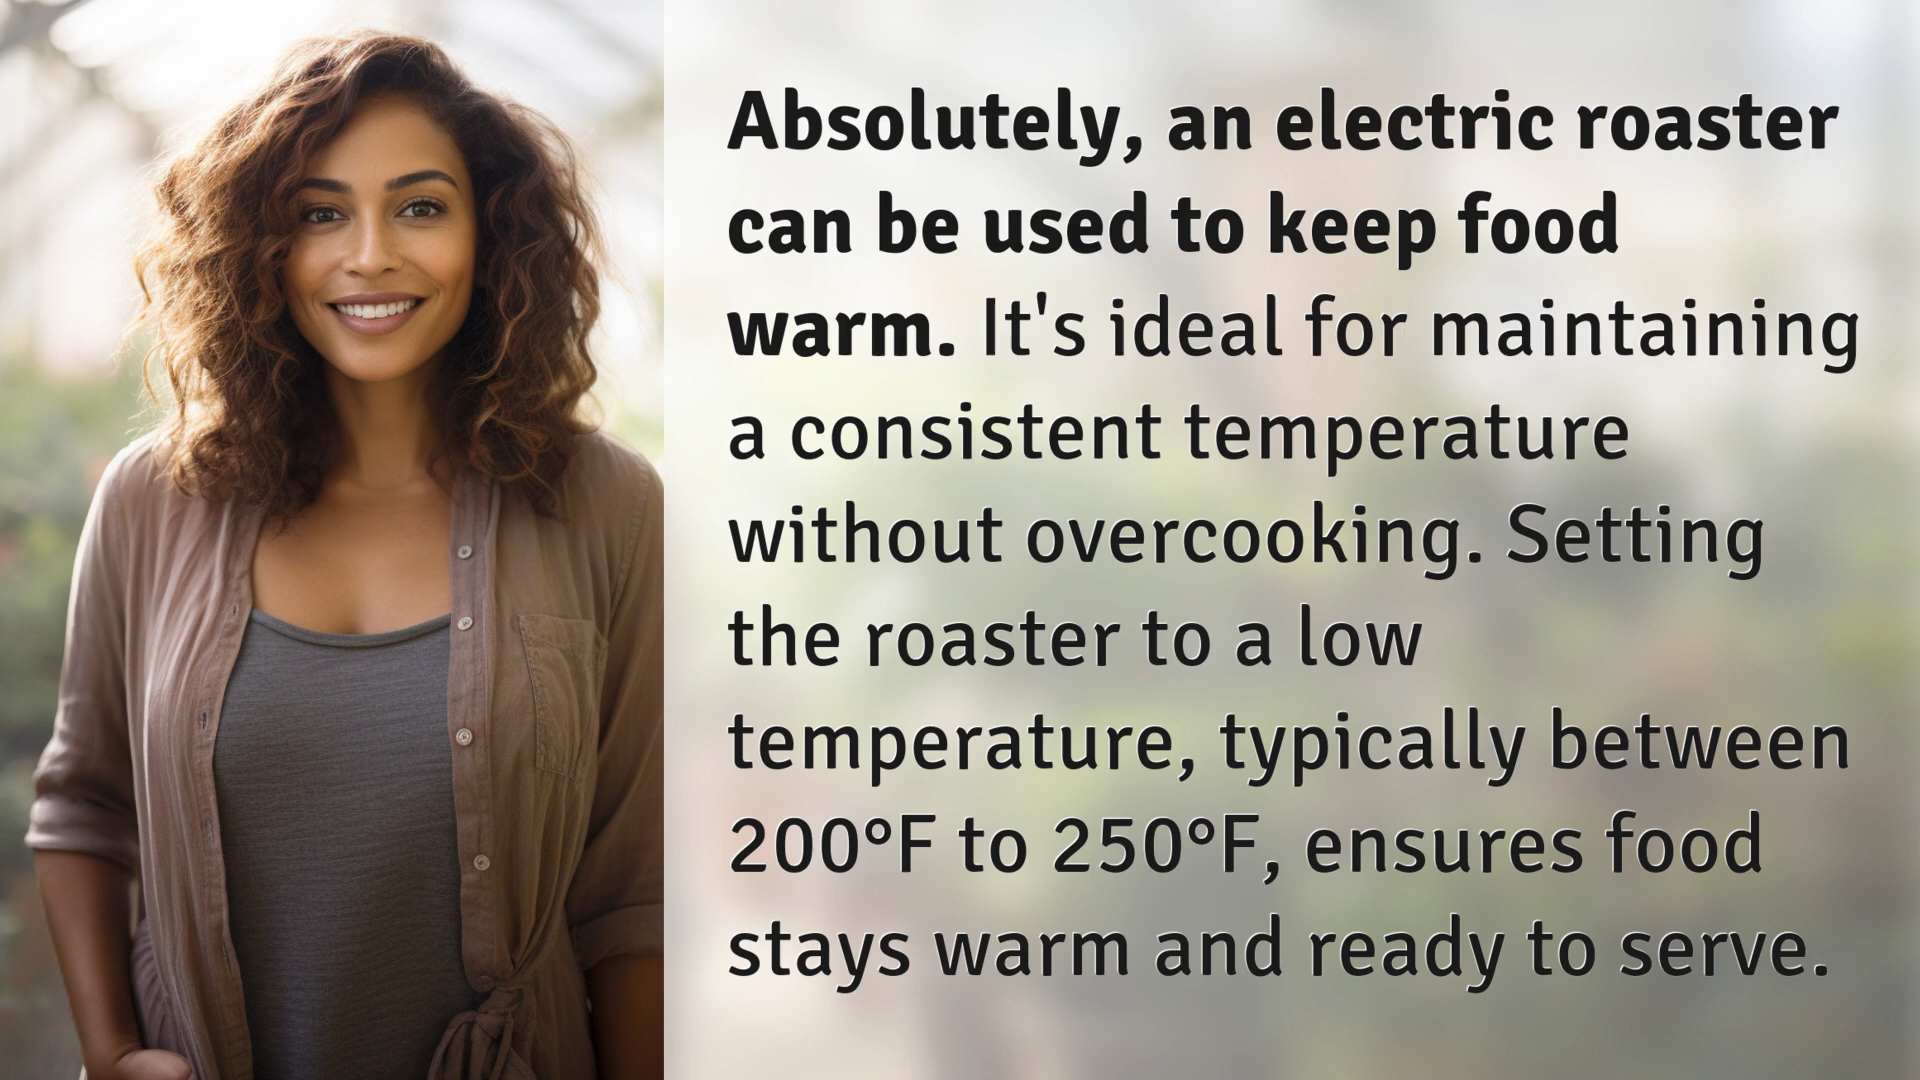 Absolutely, an electric roaster
can be used to keep food
warm. It's ideal for maintaining
a consistent temperature
without overcooking. Setting
the roaster to a low
temperature, typically between
200°F to 250°F, ensures food
stays warm and ready to serve.